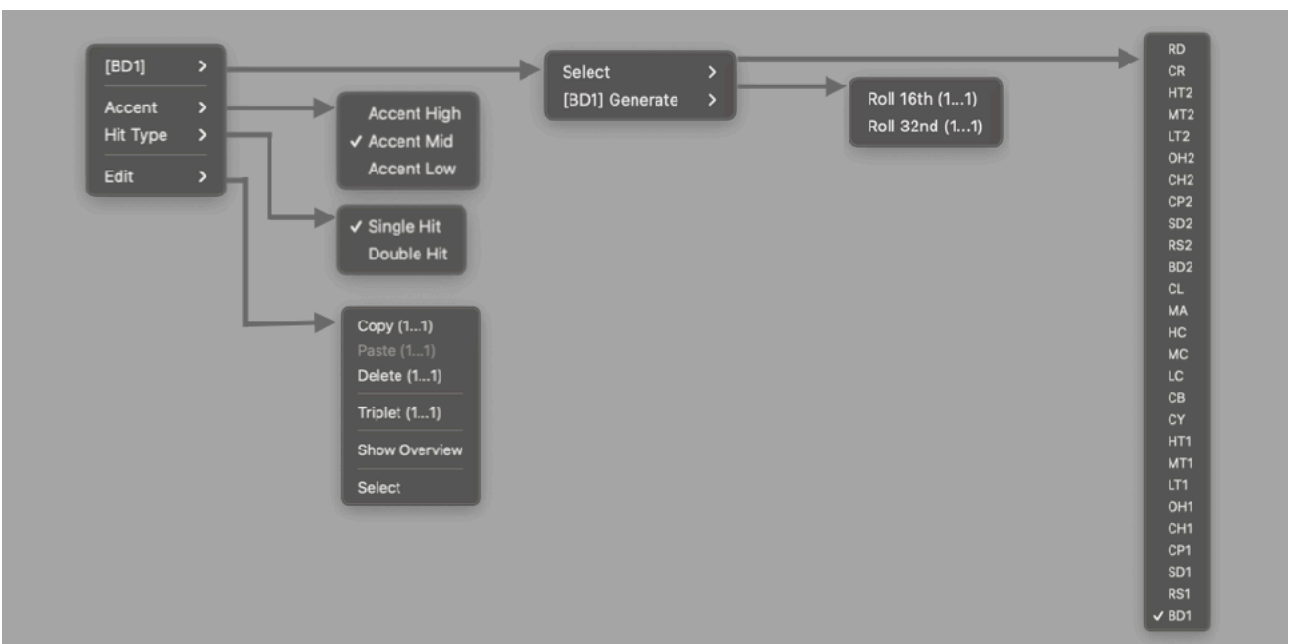 [BD1]
Accent
Hit Type
Edit
Accent High
✓ Accent Mid
Accent Low
✓ Single Hit
Double Hit
Copy (1...1)
Paste (1...1)
Delete (1...1)
Triplet (1...1)
Show Overview
Select
Select
[BD1] Generate
Roll 16th (1...1)
Roll 32nd (1...1)
RD
CR
HT2
MT2
LT2
OH2
CH2
CP2
SD2
RS2
BD2
CL
MA
HC
MC
LC
CB
CY
HT1
MT1
LT1
OH1
CH1
CP1
SD1
RS1
✓ BD1